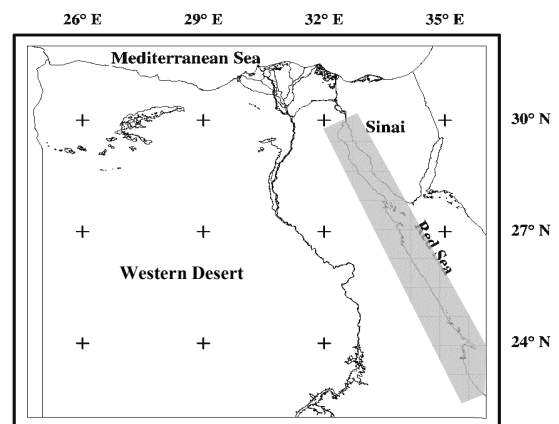 26° E 29° E 32° E 35° E
Mediterranean Sea
30° N
Sinai
27° N
Red Sea
Western Desert
24° N